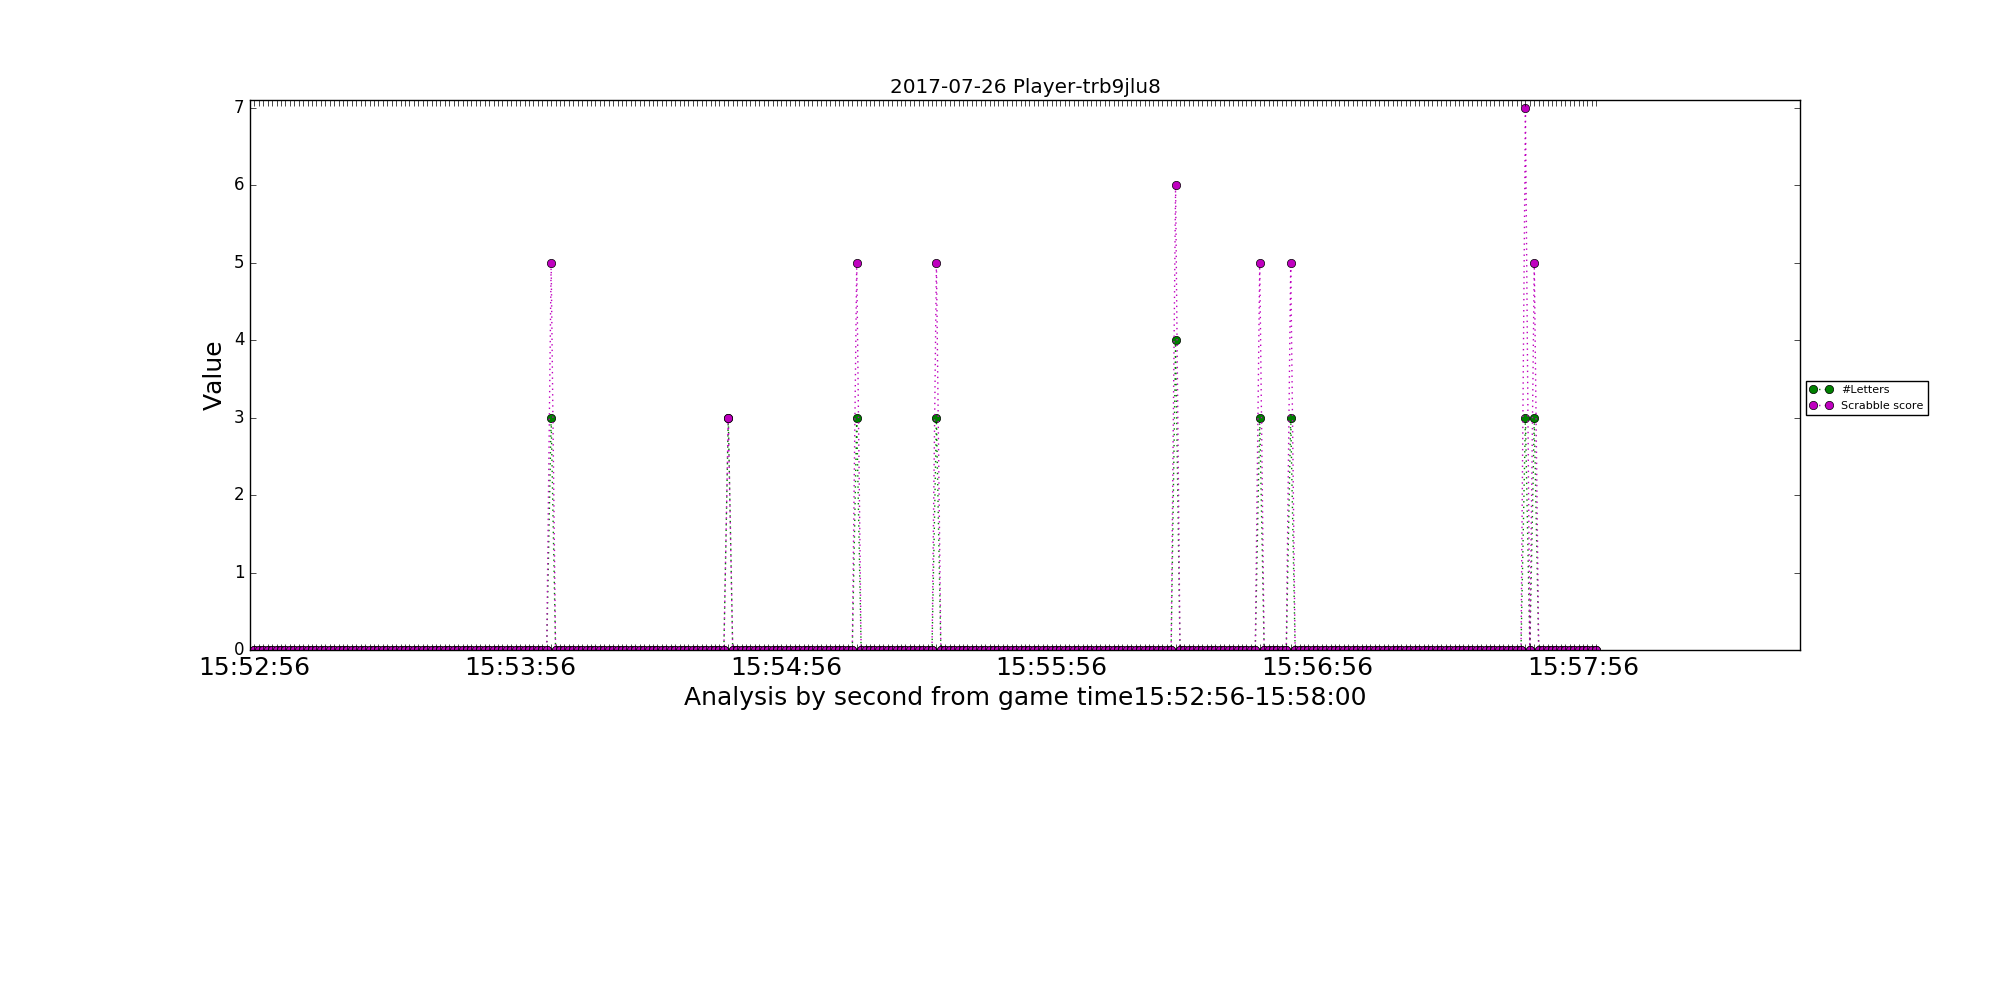 2017-07-26 Player-trb9jlu8
7
6
5
4
3
2
1
0
Value
15:52:56 15:53:56 15:54:56 15:55:56 15:56:56 15:57:56
Analysis by second from game time15:52:56-15:58:00
#Letters
Scrabble score